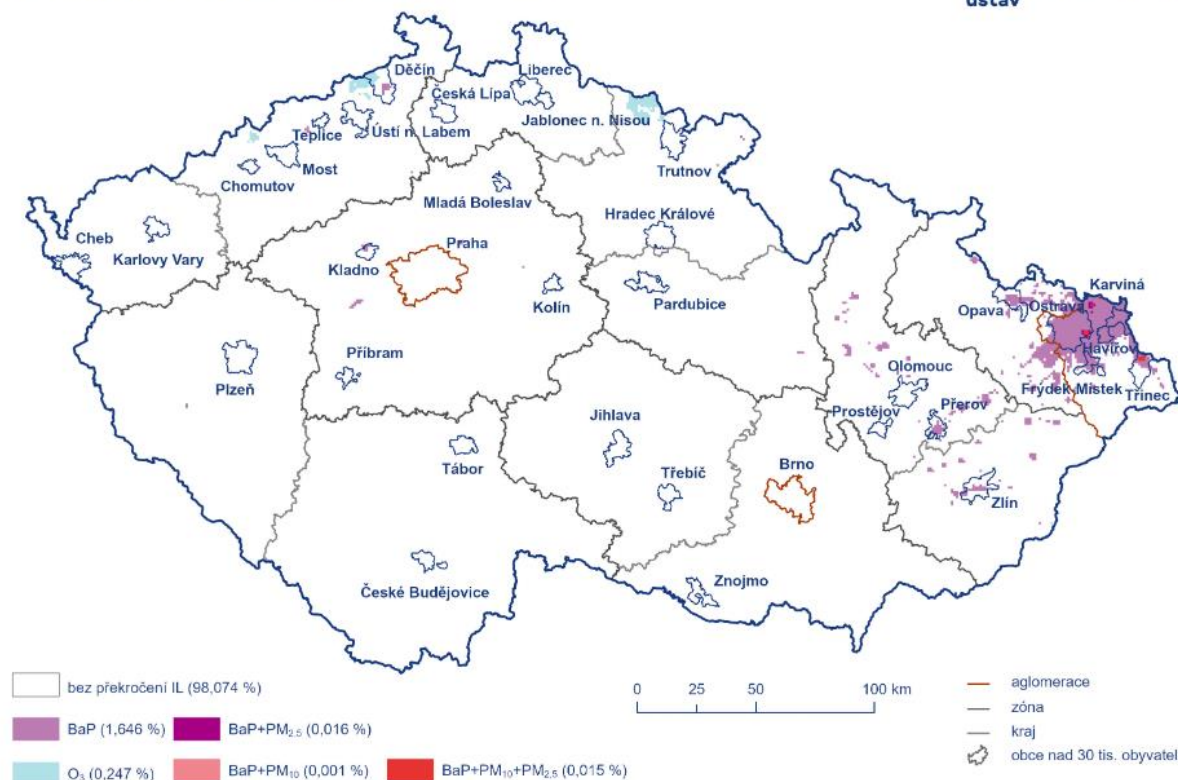 ústav
Děčín
Liberec
Česká Lípa
Jablonec n. Nisou
Teplice
Ústí n. Labem
Most
Chomutov
Trutnov
Mladá Boleslav
Hradec Králové
Cheb
Karlovy Vary
Kladno
Praha
Kolín
Pardubice
Karviná
Opava
Ostrava
Havířov
Plzeň
Příbram
Olomouc
Frýdek Místek
Třinec
Prostějov
Přerov
Jihlava
Tábor
Třebíč
Brno
Zlín
České Budějovice
Znojmo
bez překročení IL (98,074 %)
BaP (1,646 %)
BaP+PM2.5 (0,016 %)
O3 (0,247 %)
BaP+PM10 (0,001 %)
BaP+PM10+PM2.5 (0,015 %)
0 25 50 100 km
aglomerace
zóna
kraj
obce nad 30 tis. obyvatel